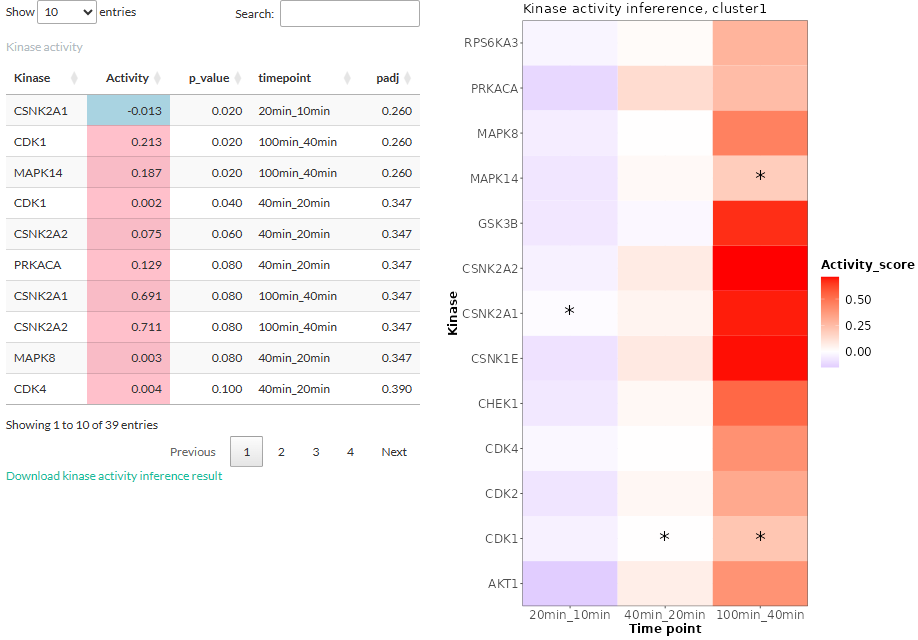 Show 10 entries
Search:
Kinase activity
Kinase Activity p_value timepoint padj
CSNK2A1 -0.013 0.020 20min_10min 0.260
CDK1 0.213 0.020 100min_40min 0.260
MAPK14 0.187 0.020 100min_40min 0.260
CDK1 0.002 0.040 40min_20min 0.347
CSNK2A2 0.075 0.060 40min_20min 0.347
PRKACA 0.129 0.080 40min_20min 0.347
CSNK2A1 0.691 0.080 100min_40min 0.347
CSNK2A2 0.711 0.080 100min_40min 0.347
MAPK8 0.003 0.080 40min_20min 0.347
CDK4 0.004 0.100 40min_20min 0.390
Showing 1 to 10 of 39 entries
Previous 1 2 3 4 Next
Download kinase activity inference result
Kinase activity infererence, cluster1
Kinase
RPS6KA3
PRKACA
MAPK8
MAPK14 *
GSK3B
CSNK2A2
CSNK2A1 *
CSNK1E
CHEK1
CDK4
CDK2
CDK1 * *
AKT1
20min_10min 40min_20min 100min_40min
Time point
Activity_score
0.50
0.25
0.00